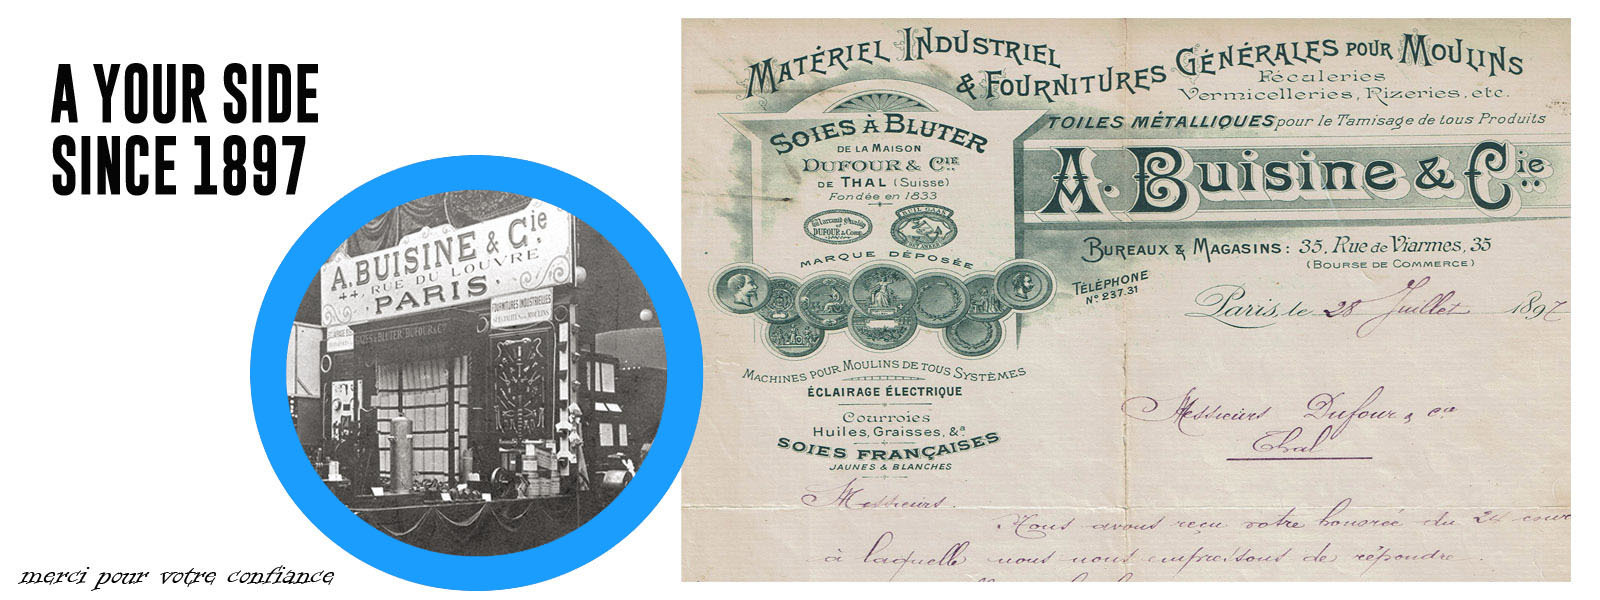 A YOUR SIDE
SINCE 1897
A. BUISINE & Cie.
44, RUE DU LOUVRE
PARIS.
FOURNITURES INDUSTRIELLES
merci pour votre confiance
MATÉRIEL INDUSTRIEL
& FOURNITURES GÉNÉRALES POUR MOULINS
Féculeries
Vermicelleries, Rizeries, etc.
TOILES MÉTALLIQUES pour le Tamisage de tous Produits
A. Buisine & Cie
BUREAUX & MAGASINS: 35, Rue de Viarmes, 35
(BOURSE DE COMMERCE)
TÉLÉPHONE
N° 237.31
SOIES À BLUTER
DE LA MAISON
DUFOUR & CIE
DE THAL (Suisse)
Fondée en 1833
MARQUE DÉPOSÉE
MACHINES POUR MOULINS DE TOUS SYSTÈMES
ÉCLAIRAGE ÉLECTRIQUE
Courroies
Huiles, Graisses, &a.
SOIES FRANÇAISES
JAUNES & BLANCHES
Paris, le 28 Juillet 1897
Messieurs Dufour & Cie
Thal
Messieurs.
Nous avons reçu votre honorée du 24 cour
à laquelle nous nous empressons de répondre.